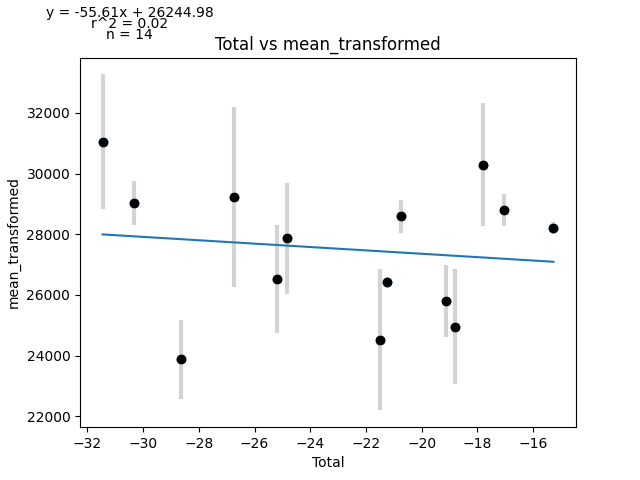 y = -55.61x + 26244.98
r^2 = 0.02
n = 14
Total vs mean_transformed
mean_transformed
32000
30000
28000
26000
24000
22000
−32 −30 −28 −26 −24 −22 −20 −18 −16
Total